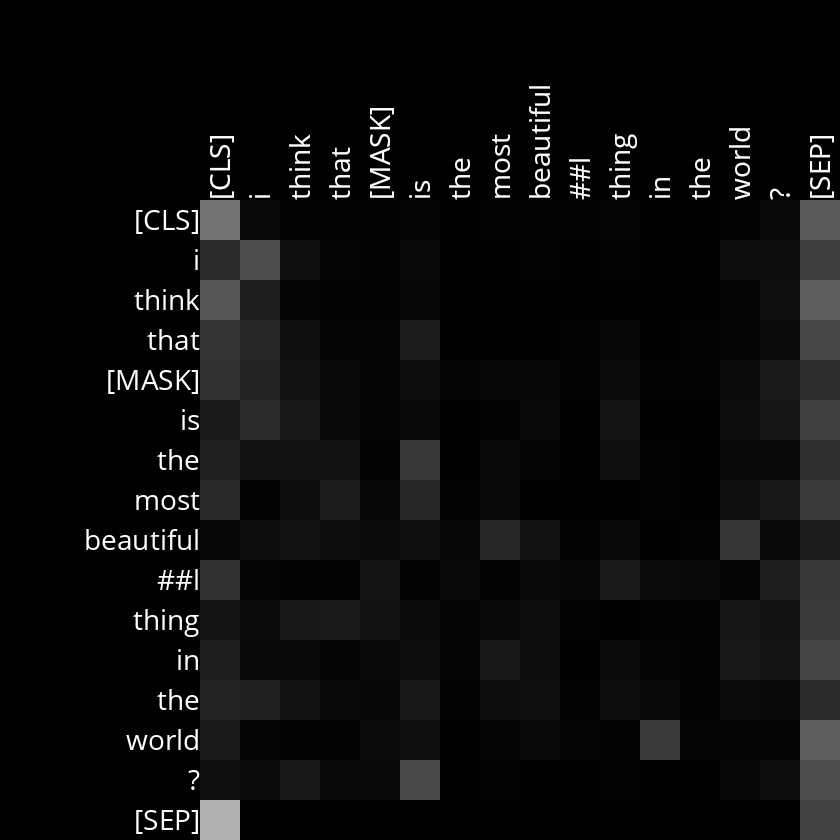 [CLS] i think that [MASK] is the most beautiful ##l thing in the world ? [SEP]
[CLS]
i
think
that
[MASK]
is
the
most
beautiful
##l
thing
in
the
world
?
[SEP]